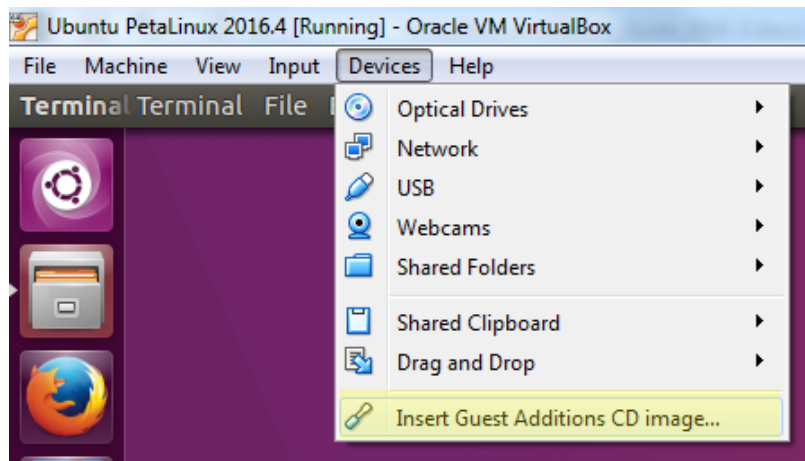 Ubuntu PetaLinux 2016.4 [Running] - Oracle VM VirtualBox
File Machine View Input Devices Help
Terminal Terminal File
Optical Drives
Network
USB
Webcams
Shared Folders
Shared Clipboard
Drag and Drop
Insert Guest Additions CD image...